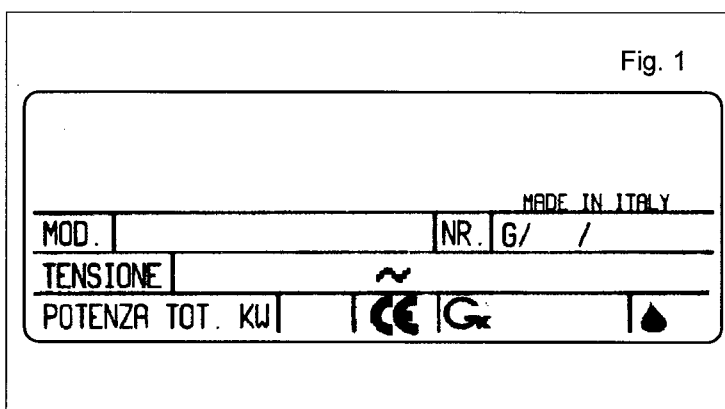 Fig. 1
MADE IN ITALY
MOD. NR. G/ /
TENSIONE ~
POTENZA TOT. KW CE